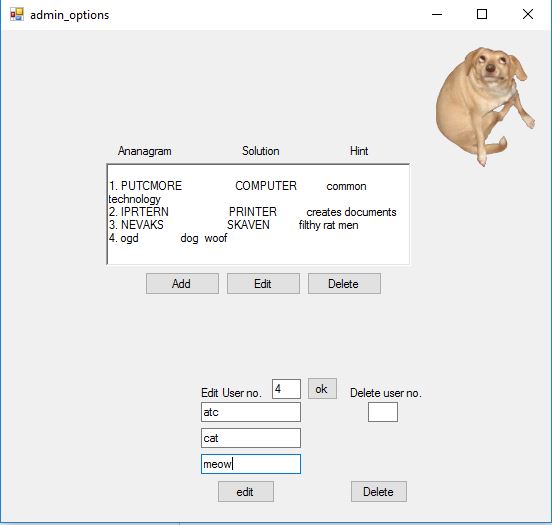 admin_options
Ananagram Solution Hint
1. PUTCMORE COMPUTER common
technology
2. IPRTERN PRINTER creates documents
3. NEVAKS SKAVEN filthy rat men
4. ogd dog woof
Add Edit Delete
Edit User no. 4 ok Delete user no.
atc
cat
meow
edit Delete